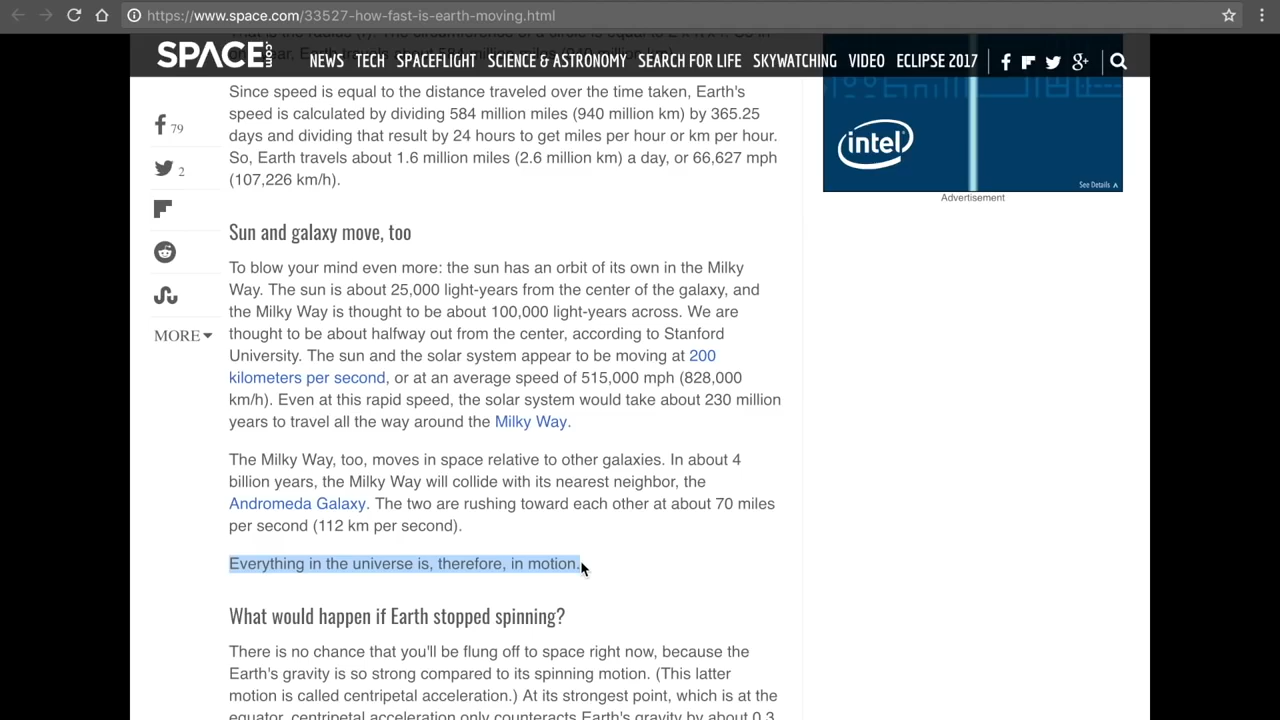 https://www.space.com/33527-how-fast-is-earth-moving.html
SPACE.COM
NEWS TECH SPACEFLIGHT SCIENCE & ASTRONOMY SEARCH FOR LIFE SKYWATCHING VIDEO ECLIPSE 2017
Since speed is equal to the distance traveled over the time taken, Earth's
speed is calculated by dividing 584 million miles (940 million km) by 365.25
days and dividing that result by 24 hours to get miles per hour or km per hour.
So, Earth travels about 1.6 million miles (2.6 million km) a day, or 66,627 mph
(107,226 km/h).
79
2
MORE
Sun and galaxy move, too
To blow your mind even more: the sun has an orbit of its own in the Milky
Way. The sun is about 25,000 light-years from the center of the galaxy, and
the Milky Way is thought to be about 100,000 light-years across. We are
thought to be about halfway out from the center, according to Stanford
University. The sun and the solar system appear to be moving at 200
kilometers per second, or at an average speed of 515,000 mph (828,000
km/h). Even at this rapid speed, the solar system would take about 230 million
years to travel all the way around the Milky Way.
The Milky Way, too, moves in space relative to other galaxies. In about 4
billion years, the Milky Way will collide with its nearest neighbor, the
Andromeda Galaxy. The two are rushing toward each other at about 70 miles
per second (112 km per second).
Everything in the universe is, therefore, in motion.
What would happen if Earth stopped spinning?
There is no chance that you'll be flung off to space right now, because the
Earth's gravity is so strong compared to its spinning motion. (This latter
motion is called centripetal acceleration.) At its strongest point, which is at the
equator, centripetal acceleration only counteracts Earth's gravity by about 0.3
intel
See Details
Advertisement